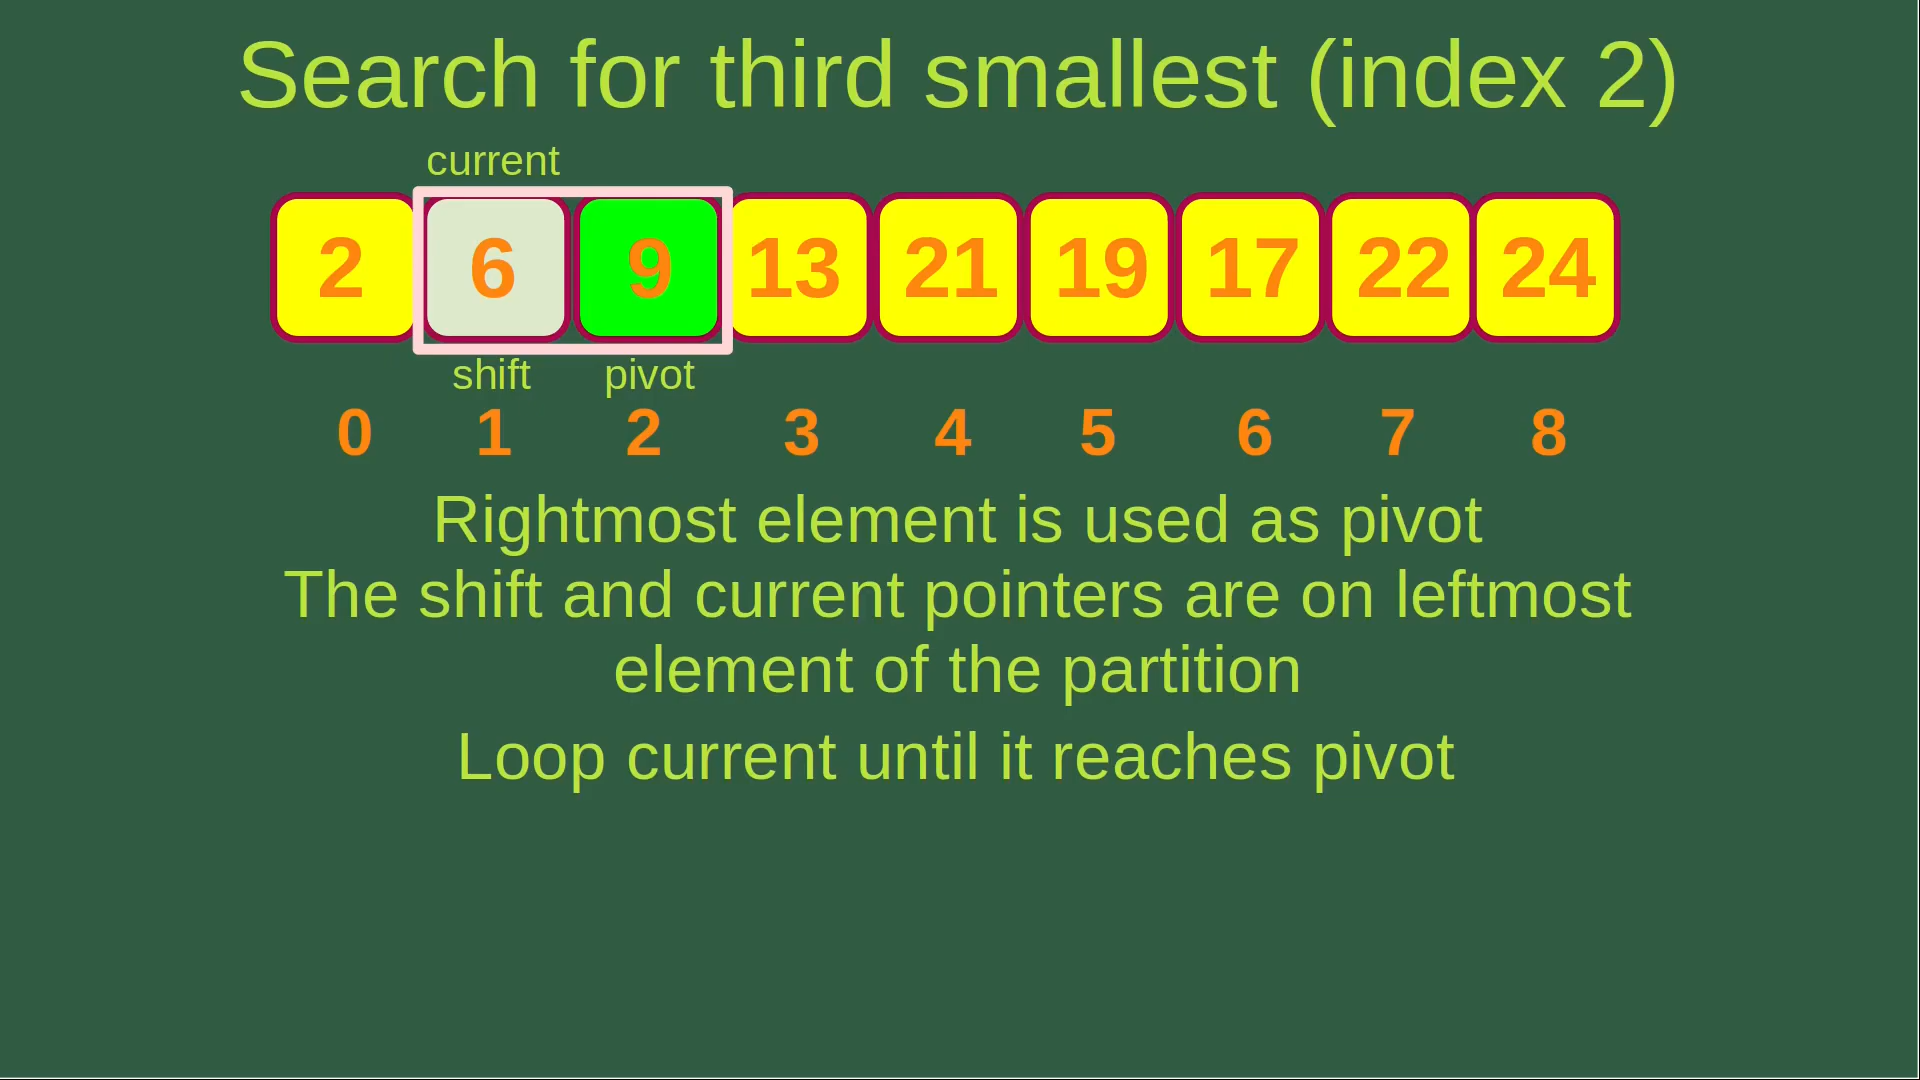 Search for third smallest (index 2)
current
2 6 9 13 21 19 17 22 24
shift pivot
0 1 2 3 4 5 6 7 8
Rightmost element is used as pivot
The shift and current pointers are on leftmost
element of the partition
Loop current until it reaches pivot